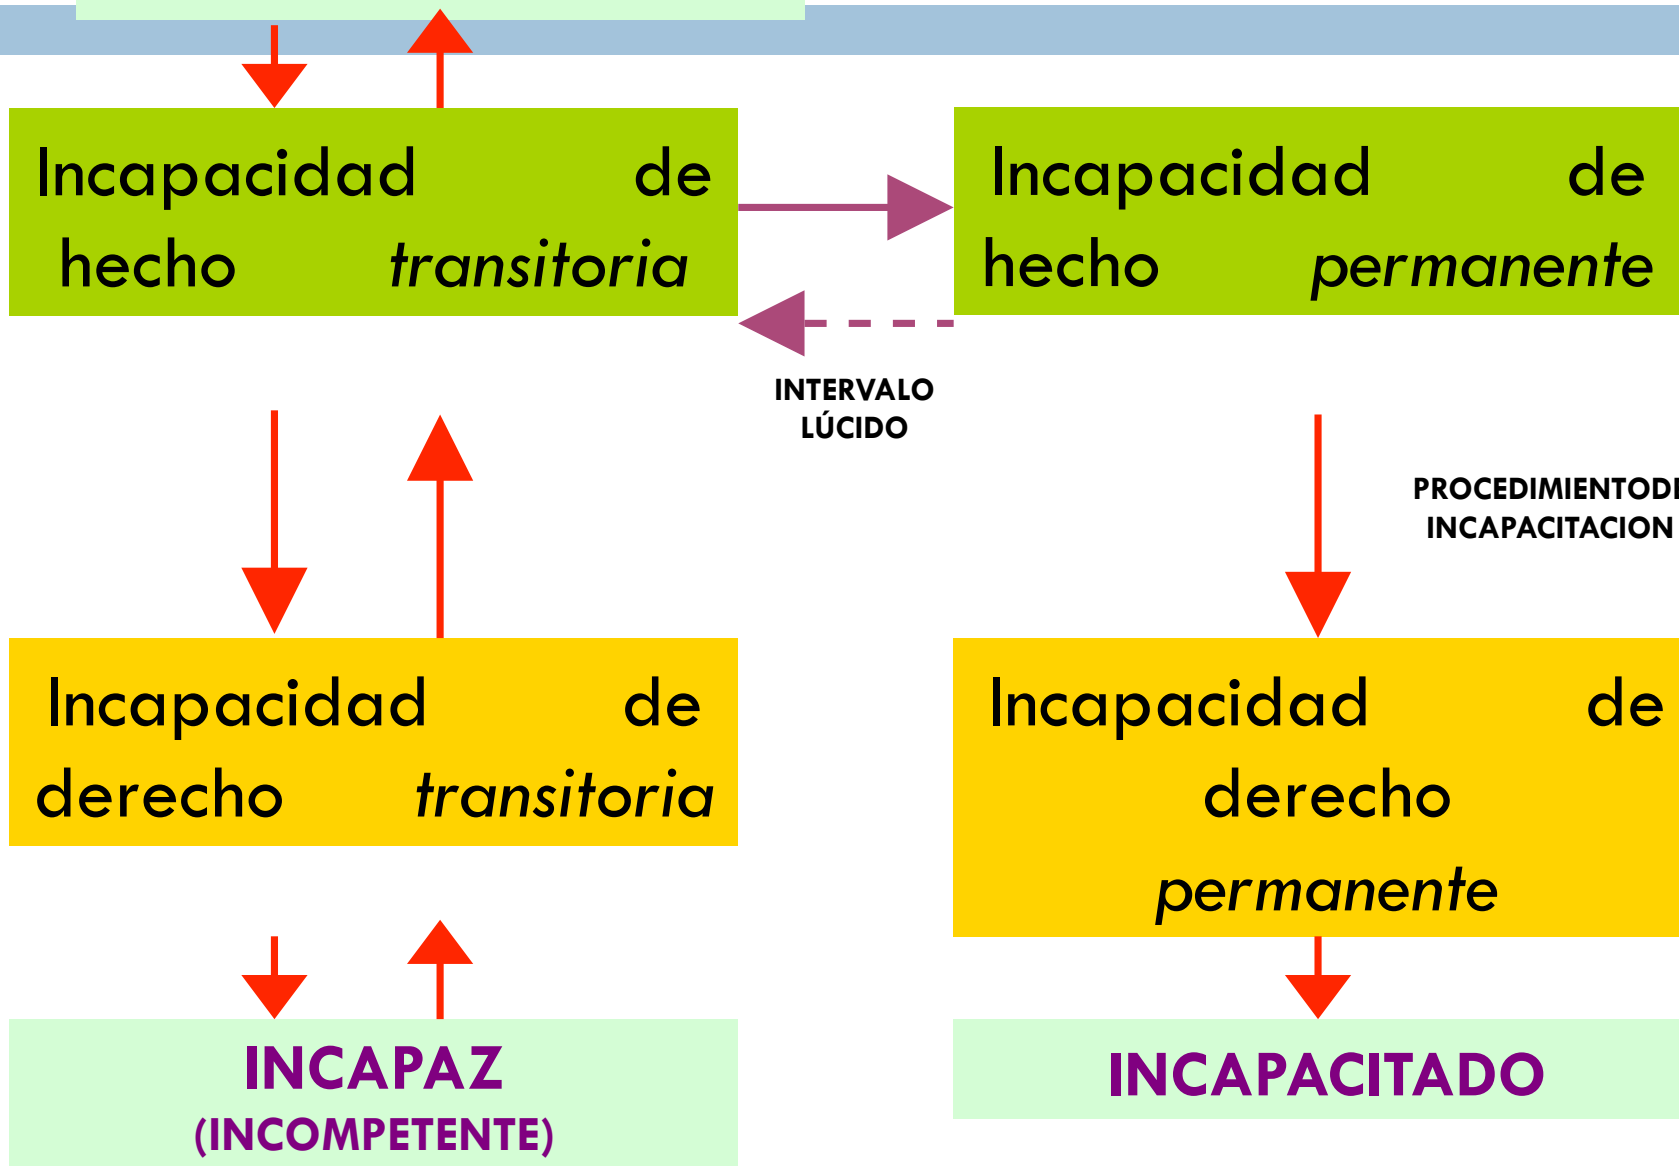 Incapacidad de
hecho transitoria
Incapacidad de
hecho permanente
INTERVALO
LÚCIDO
PROCEDIMIENTODE
INCAPACITACION
Incapacidad de
derecho transitoria
Incapacidad de
derecho
permanente
INCAPAZ
(INCOMPETENTE)
INCAPACITADO